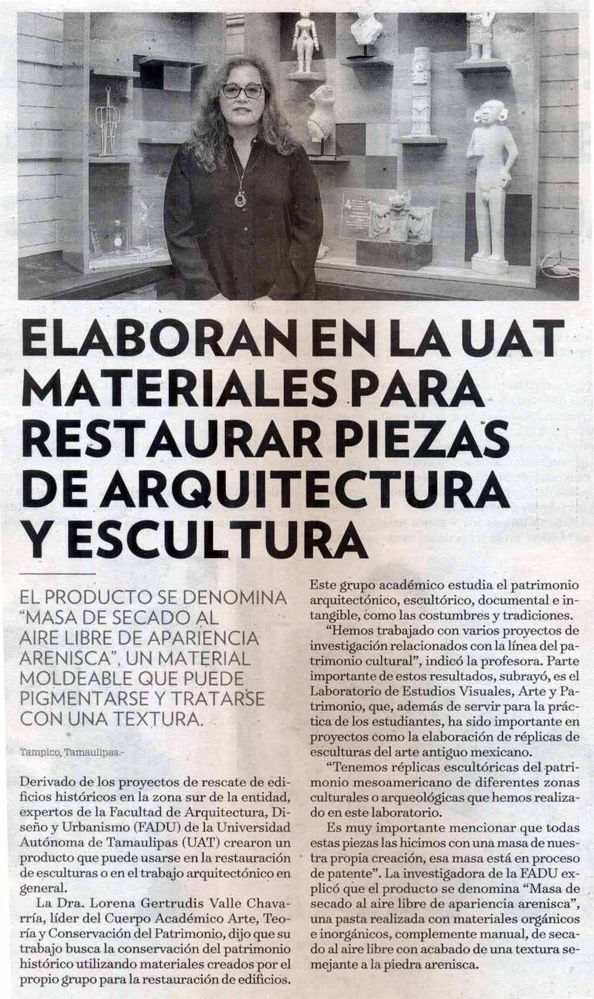 ELABORAN EN LA UAT
MATERIALES PARA
RESTAURAR PIEZAS
DE ARQUITECTURA
Y ESCULTURA
EL PRODUCTO SE DENOMINA
“MASA DE SECADO AL
AIRE LIBRE DE APARIENCIA
ARENISCA”, UN MATERIAL
MOLDEABLE QUE PUEDE
PIGMENTARSE Y TRATARSE
CON UNA TEXTURA.
Tampico, Tamaulipas.-
Derivado de los proyectos de rescate de edi-
ficios históricos en la zona sur de la entidad,
expertos de la Facultad de Arquitectura, Di-
seño y Urbanismo (FADU) de la Universidad
Autónoma de Tamaulipas (UAT) crearon un
producto que puede usarse en la restauración
de esculturas o en el trabajo arquitectónico en
general.
La Dra. Lorena Gertrudis Valle Chava-
rría, líder del Cuerpo Académico Arte, Teo-
ría y Conservación del Patrimonio, dijo que su
trabajo busca la conservación del patrimonio
histórico utilizando materiales creados por el
propio grupo para la restauración de edificios.
Este grupo académico estudia el patrimonio
arquitectónico, escultórico, documental e in-
tangible, como las costumbres y tradiciones.
“Hemos trabajado con varios proyectos de
investigación relacionados con la línea del pa-
trimonio cultural”, indicó la profesora. Parte
importante de estos resultados, subrayó, es el
Laboratorio de Estudios Visuales, Arte y Pa-
trimonio, que, además de servir para la prác-
tica de los estudiantes, ha sido importante en
proyectos como la elaboración de réplicas de
esculturas del arte antiguo mexicano.
“Tenemos réplicas escultóricas del patri-
monio mesoamericano de diferentes zonas
culturales o arqueológicas que hemos realiza-
do en este laboratorio.
Es muy importante mencionar que todas
estas piezas las hicimos con una masa de nues-
tra propia creación, esa masa está en proceso
de patente”. La investigadora de la FADU ex-
plicó que el producto se denomina “Masa de
secado al aire libre de apariencia arenisca”,
una pasta realizada con materiales orgánicos
e inorgánicos, complemente manual, de seca-
do al aire libre con acabado de una textura se-
mejante a la piedra arenisca.